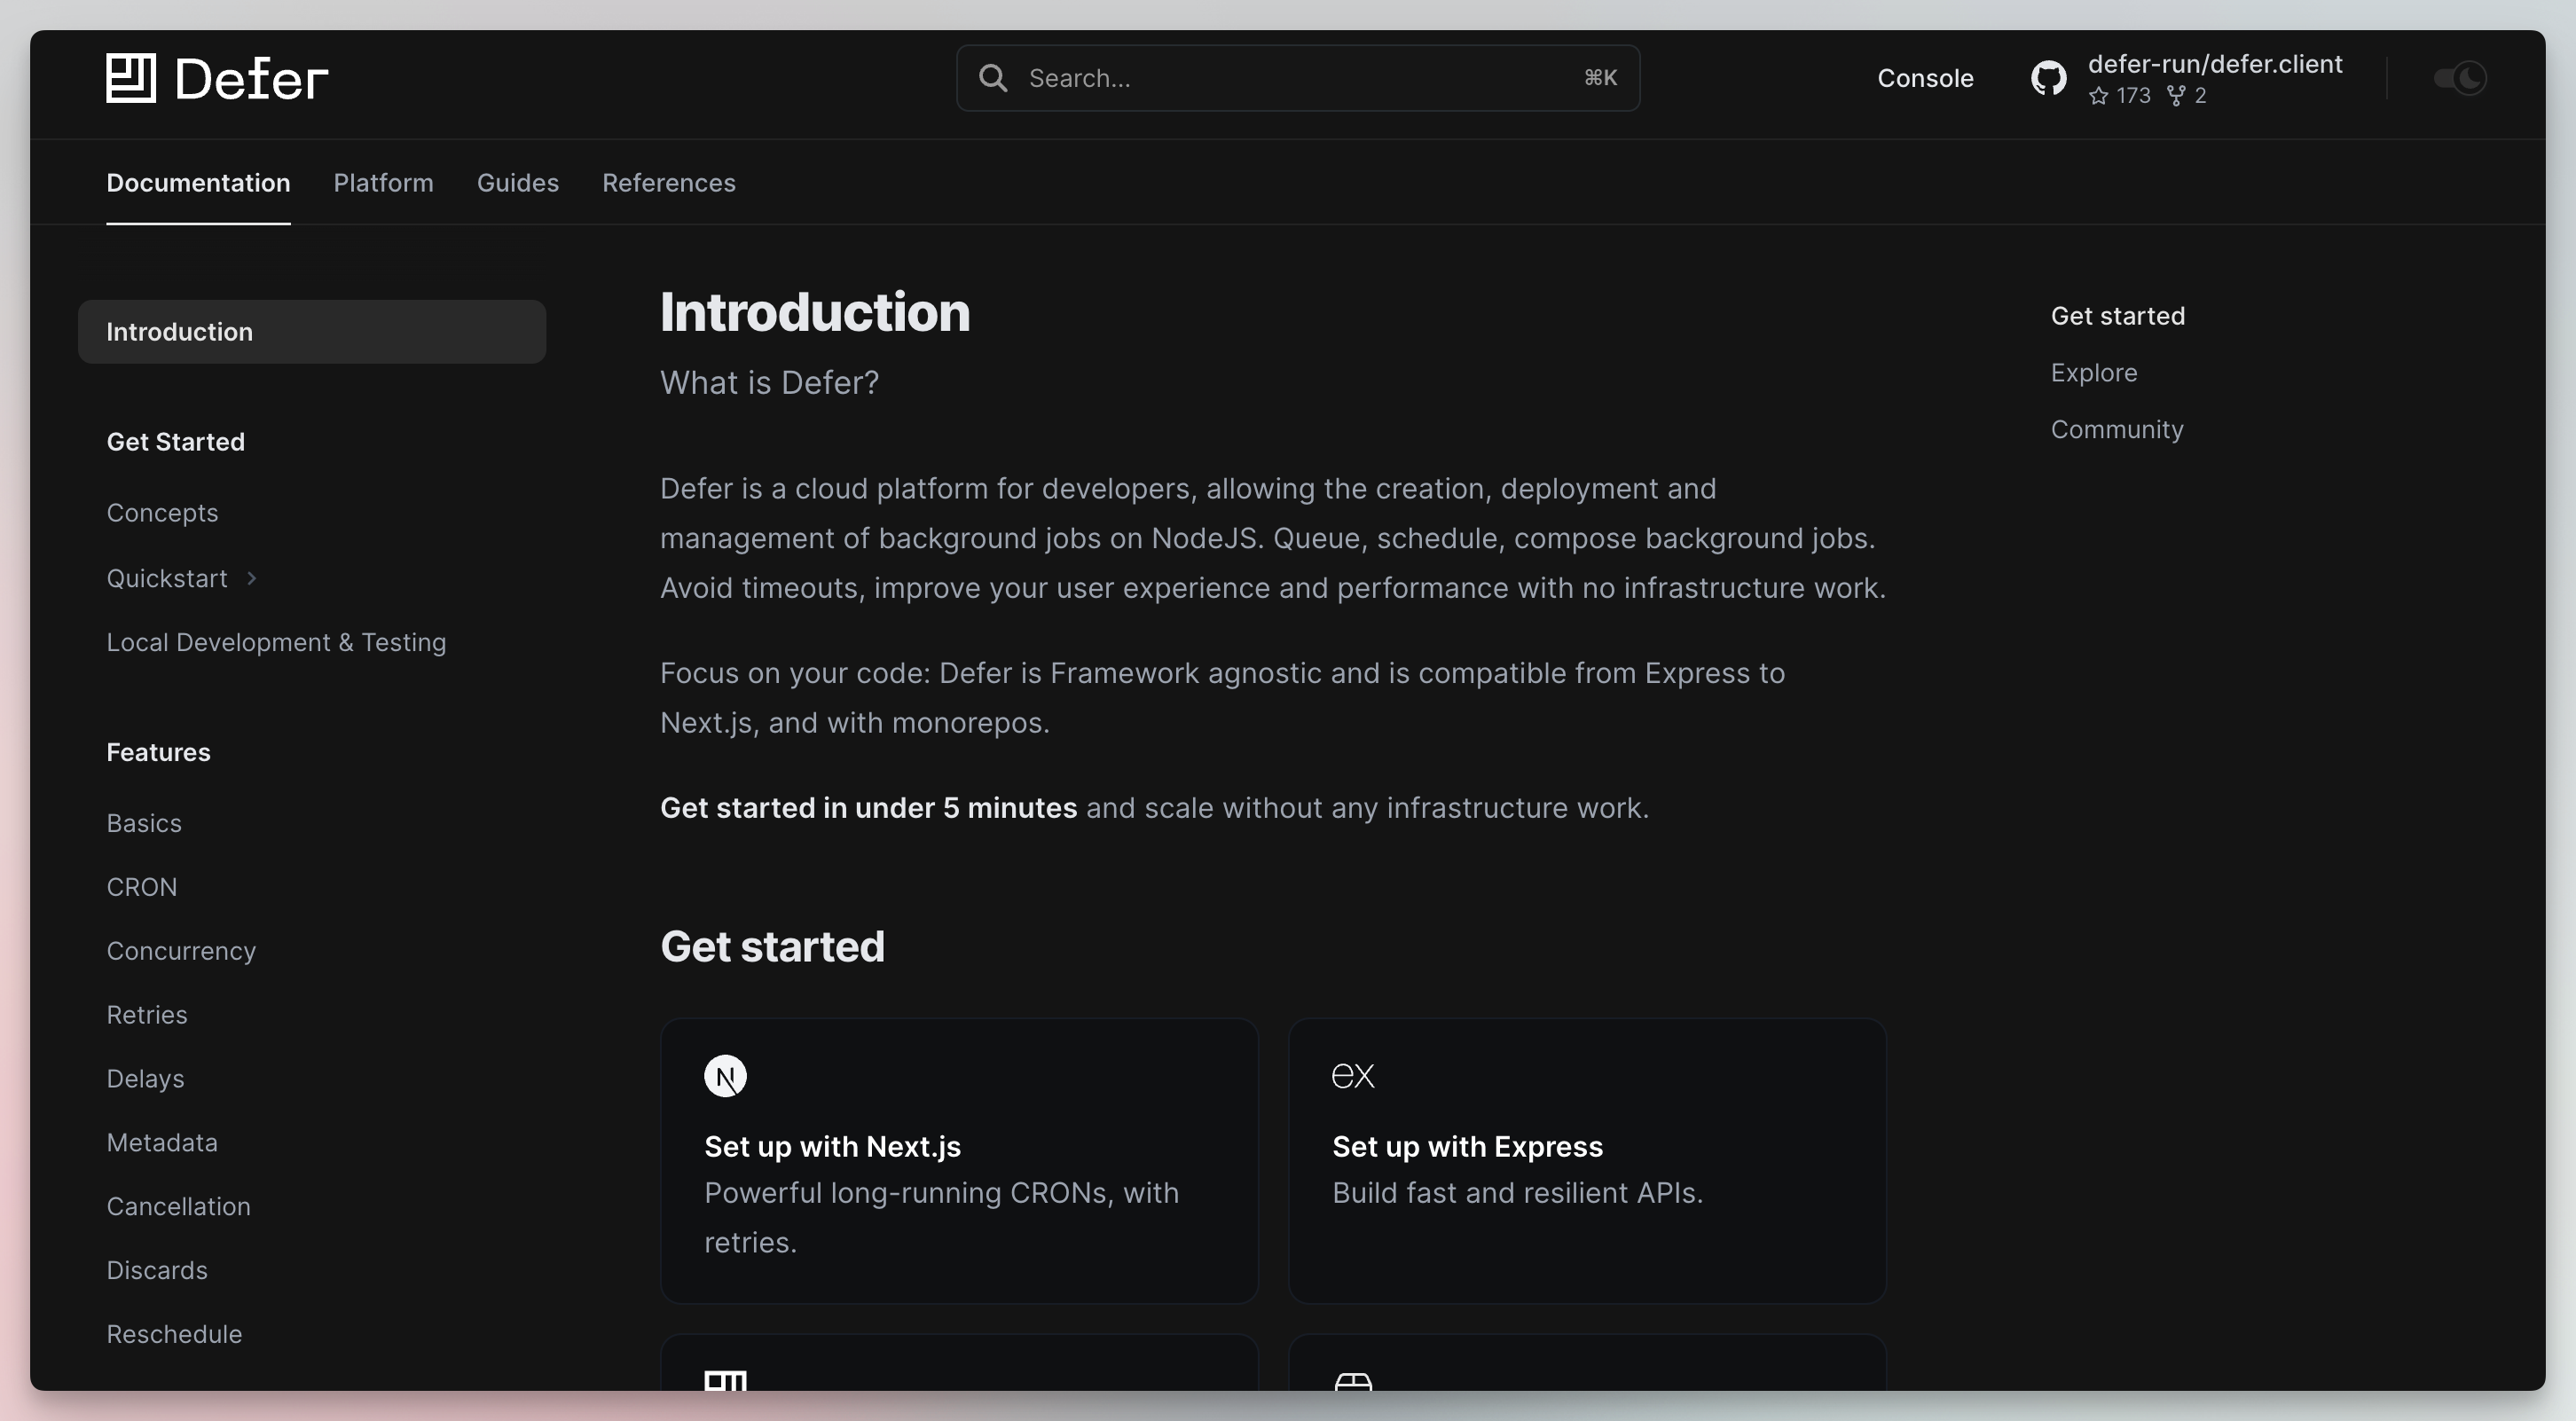 Defer
Search...
⌘K
Console
defer-run/defer.client
173 2
Documentation
Platform
Guides
References
Introduction
Get Started
Concepts
Quickstart
Local Development & Testing
Features
Basics
CRON
Concurrency
Retries
Delays
Metadata
Cancellation
Discards
Reschedule
Introduction
What is Defer?
Defer is a cloud platform for developers, allowing the creation, deployment and
management of background jobs on NodeJS. Queue, schedule, compose background jobs.
Avoid timeouts, improve your user experience and performance with no infrastructure work.
Focus on your code: Defer is Framework agnostic and is compatible from Express to
Next.js, and with monorepos.
Get started in under 5 minutes and scale without any infrastructure work.
Get started
N
Set up with Next.js
Powerful long-running CRONs, with
retries.
ex
Set up with Express
Build fast and resilient APIs.
Get started
Explore
Community